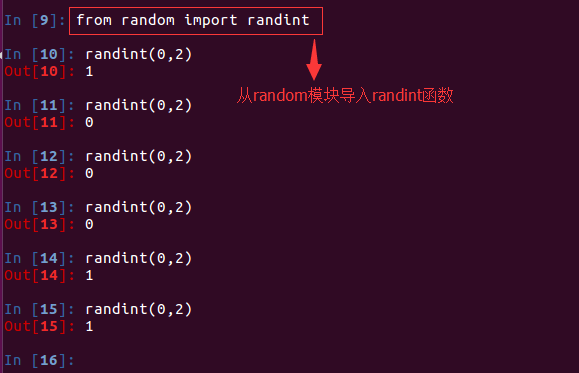 In [9]: from random import randint
In [10]: randint(0,2)
Out[10]: 1
从random模块导入randint函数
In [11]: randint(0,2)
Out[11]: 0
In [12]: randint(0,2)
Out[12]: 0
In [13]: randint(0,2)
Out[13]: 0
In [14]: randint(0,2)
Out[14]: 1
In [15]: randint(0,2)
Out[15]: 1
In [16]: